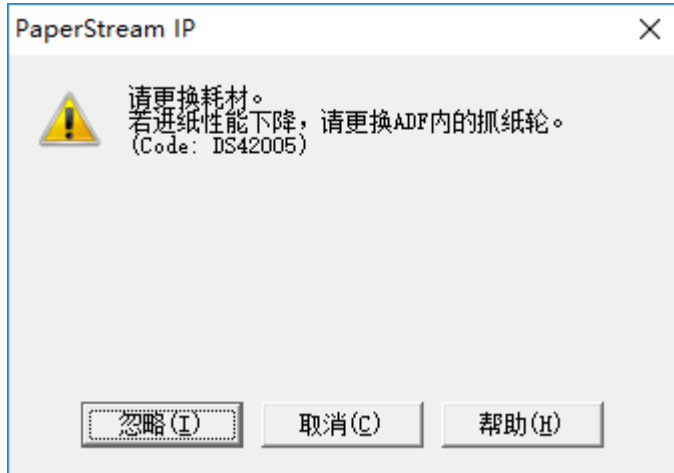 PaperStream IP
请更换耗材。
若进纸性能下降，请更换ADF内的抓纸轮。
(Code: DS42005)
忽略(I) 取消(C) 帮助(H)